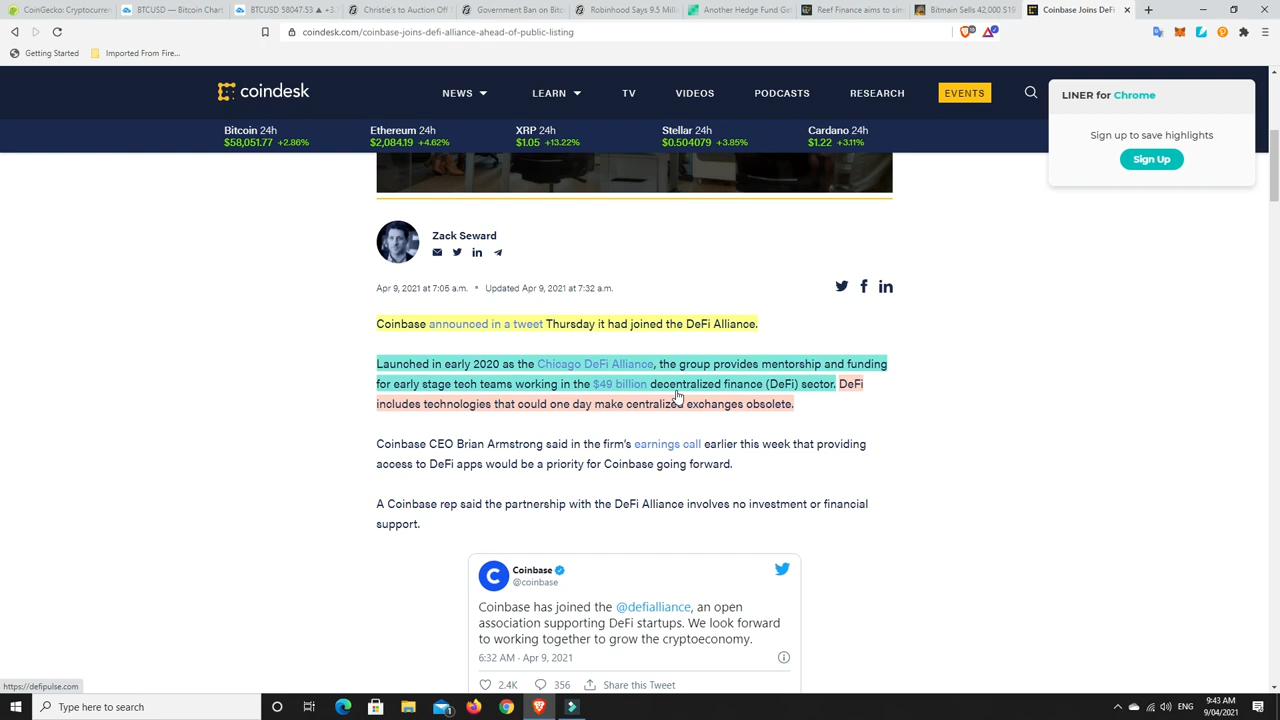 CoinGecko: Cryptocurren
BTCUSD — Bitcoin Chart
BTCUSD 58047.53 ▲ +3.
Christie's to Auction Off
Government Ban on Bitc
Robinhood Says 9.5 Milli
Another Hedge Fund Ge
Reef Finance aims to sim
Bitmain Sells 42,000 S19
Coinbase Joins DeFi
coindesk.com/coinbase-joins-defi-alliance-ahead-of-public-listing
Getting Started
Imported From Fire...
coindesk
NEWS
LEARN
TV
VIDEOS
PODCASTS
RESEARCH
EVENTS
LINER for Chrome
Sign up to save highlights
Sign Up
Bitcoin 24h
$58,051.77 +2.86%
Ethereum 24h
$2,084.19 +4.62%
XRP 24h
$1.05 +13.22%
Stellar 24h
$0.504079 +3.85%
Cardano 24h
$1.22 +3.11%
Zack Seward
Apr 9, 2021 at 7:05 a.m. • Updated Apr 9, 2021 at 7:32 a.m.
Coinbase announced in a tweet Thursday it had joined the DeFi Alliance.
Launched in early 2020 as the Chicago DeFi Alliance, the group provides mentorship and funding
for early stage tech teams working in the $49 billion decentralized finance (DeFi) sector. DeFi
includes technologies that could one day make centralized exchanges obsolete.
Coinbase CEO Brian Armstrong said in the firm's earnings call earlier this week that providing
access to DeFi apps would be a priority for Coinbase going forward.
A Coinbase rep said the partnership with the DeFi Alliance involves no investment or financial
support.
Coinbase
@coinbase
Coinbase has joined the @defialliance, an open
association supporting DeFi startups. We look forward
to working together to grow the cryptoeconomy.
6:32 AM · Apr 9, 2021
2.4K
356
Share this Tweet
https://defipulse.com
Type here to search
ENG
9:43 AM
9/04/2021